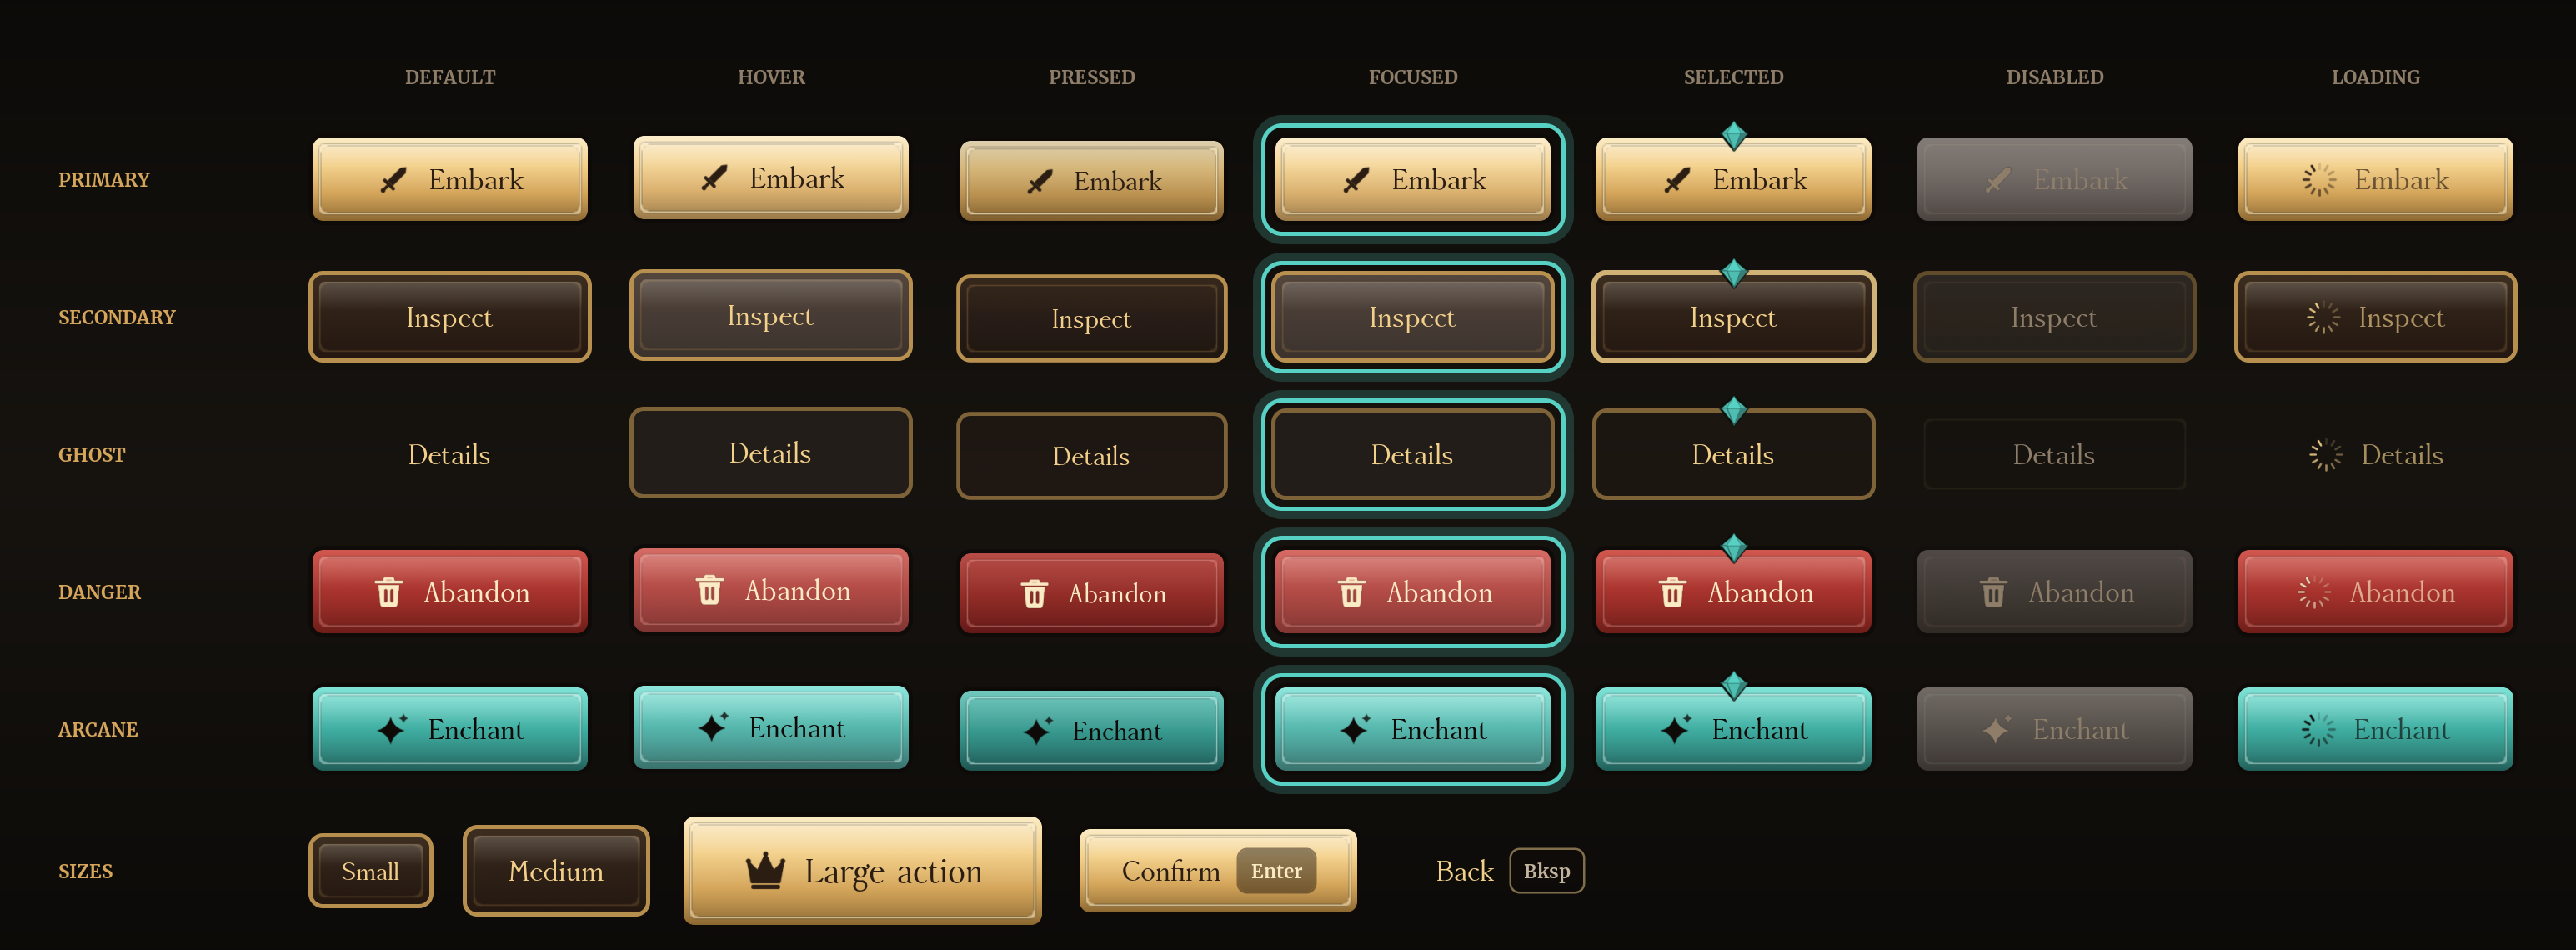 DEFAULT HOVER PRESSED FOCUSED SELECTED DISABLED LOADING
PRIMARY Embark Embark Embark Embark Embark Embark Embark
SECONDARY Inspect Inspect Inspect Inspect Inspect Inspect Inspect
GHOST Details Details Details Details Details Details Details
DANGER Abandon Abandon Abandon Abandon Abandon Abandon Abandon
ARCANE Enchant Enchant Enchant Enchant Enchant Enchant Enchant
SIZES Small Medium Large action Confirm Enter Back Bksp